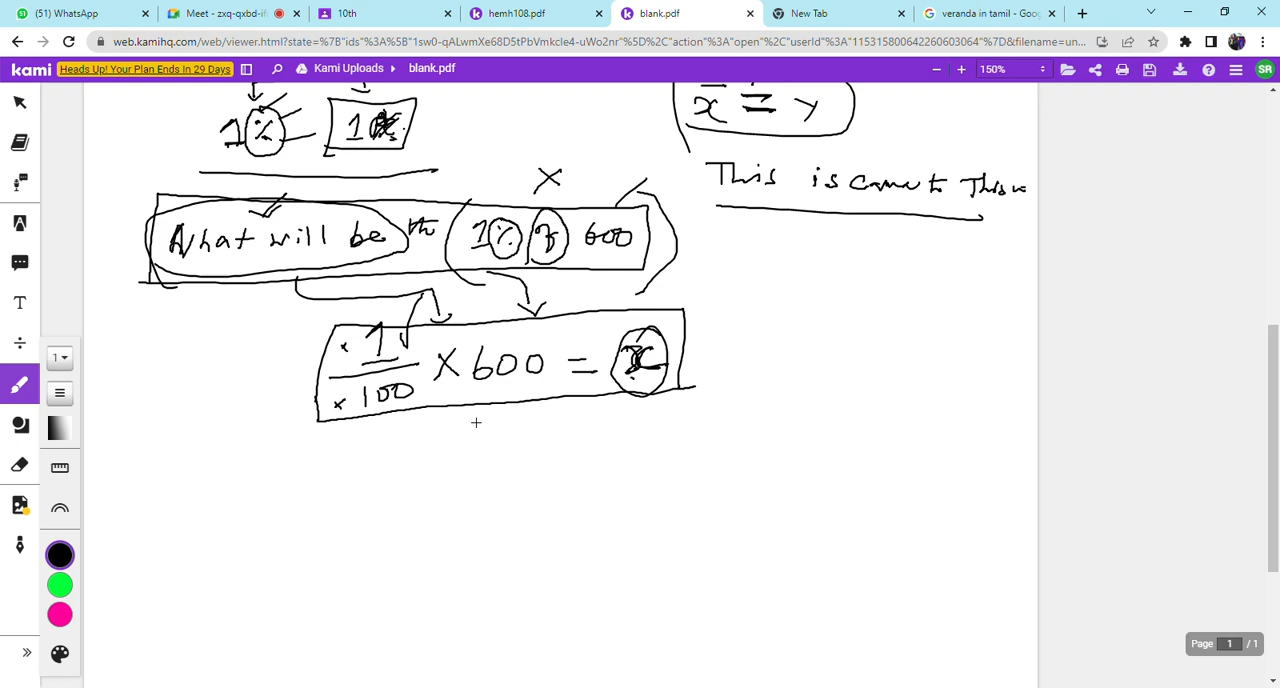 (51) WhatsApp
Meet - zxq-qxbd-if
10th
hemh108.pdf
blank.pdf
New Tab
veranda in tamil - Goo
web.kamihq.com/web/viewer.html?state=%7B"ids"%3A%5B"1sw0-qALwmXe68D5tPbVmkcIe4-uWo2nr"%5D%2C"action"%3A"open"%2C"userId"%3A"115315800642260603064"%7D&filename=un...
kami
Heads Up! Your Plan Ends In 29 Days
Kami Uploads
blank.pdf
150%
SR
1%
x = y
This is came to This
X
What will be the 1% of 600
1/100 X 600 = x
1
Page 1 / 1